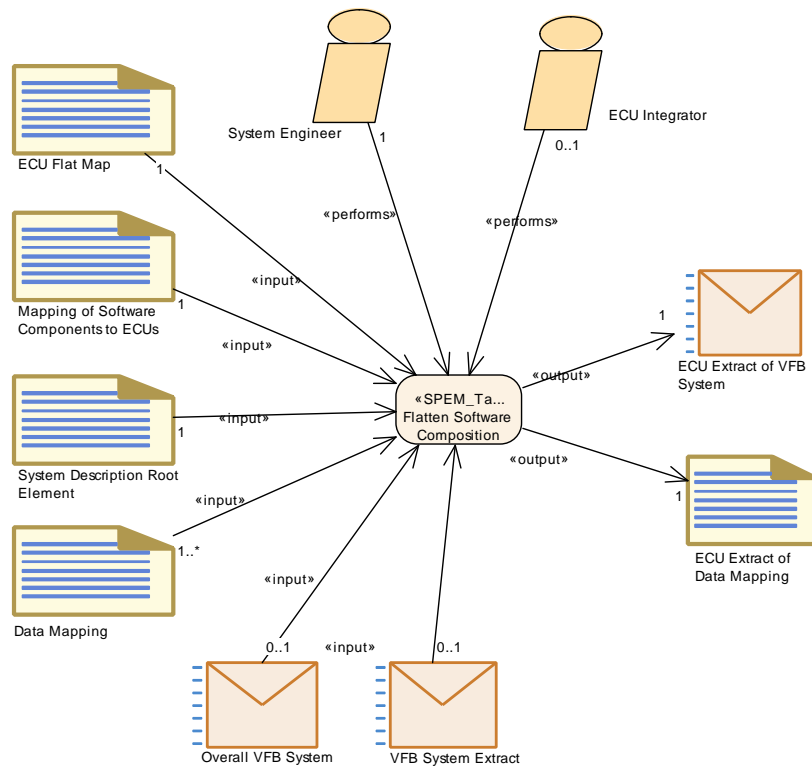 System Engineer
ECU Integrator
1
0..1
ECU Flat Map
1
«performs»
«performs»
«input»
Mapping of Software
Components to ECUs
1
«input»
1
ECU Extract of VFB
System
«output»
«SPEM_Ta...
Flatten Software
Composition
«input»
1
System Description Root
Element
«output»
«input»
1
ECU Extract of
Data Mapping
1..*
Data Mapping
«input»
0..1
«input»
0..1
Overall VFB System
VFB System Extract